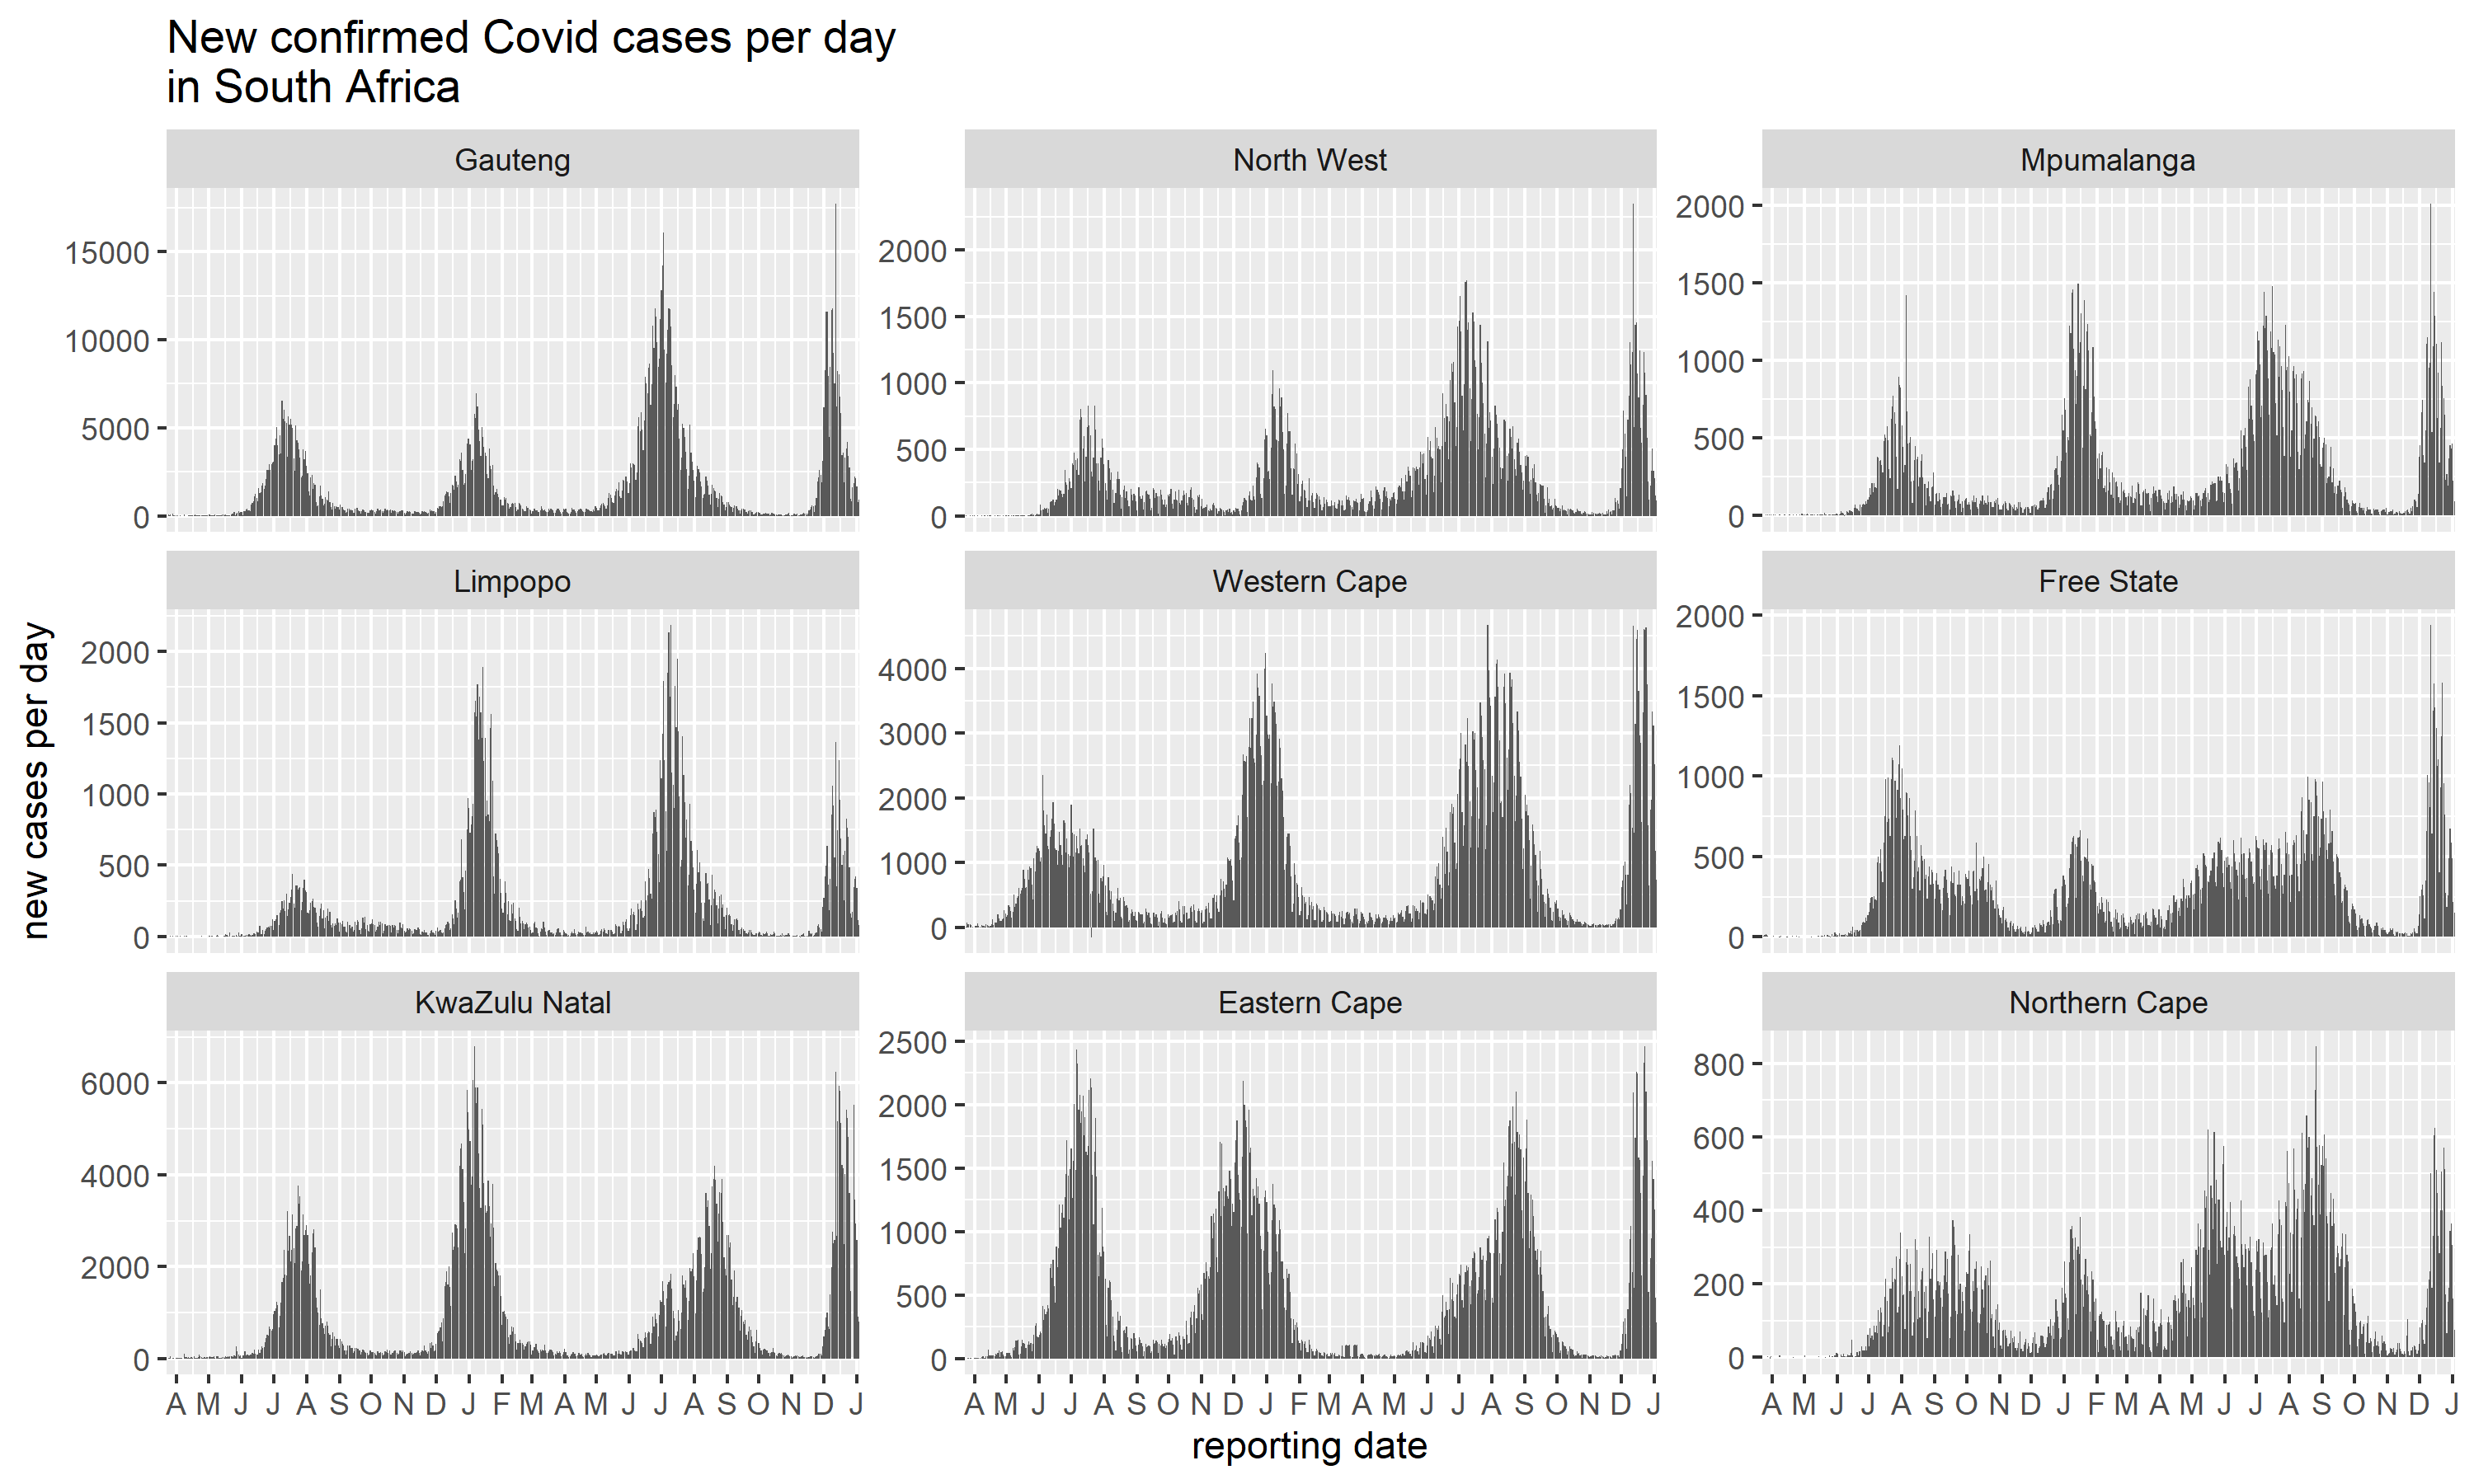 New confirmed Covid cases per day
in South Africa
Gauteng
North West
Mpumalanga
15000
10000
5000
0
2000
1500
1000
500
0
2000
1500
1000
500
0
Limpopo
Western Cape
Free State
2000
1500
1000
500
0
4000
3000
2000
1000
0
2000
1500
1000
500
0
KwaZulu Natal
Eastern Cape
Northern Cape
6000
4000
2000
0
2500
2000
1500
1000
500
0
800
600
400
200
0
A M J J A S O N D J F M A M J J A S O N D J
A M J J A S O N D J F M A M J J A S O N D J
A M J J A S O N D J F M A M J J A S O N D J
reporting date
new cases per day